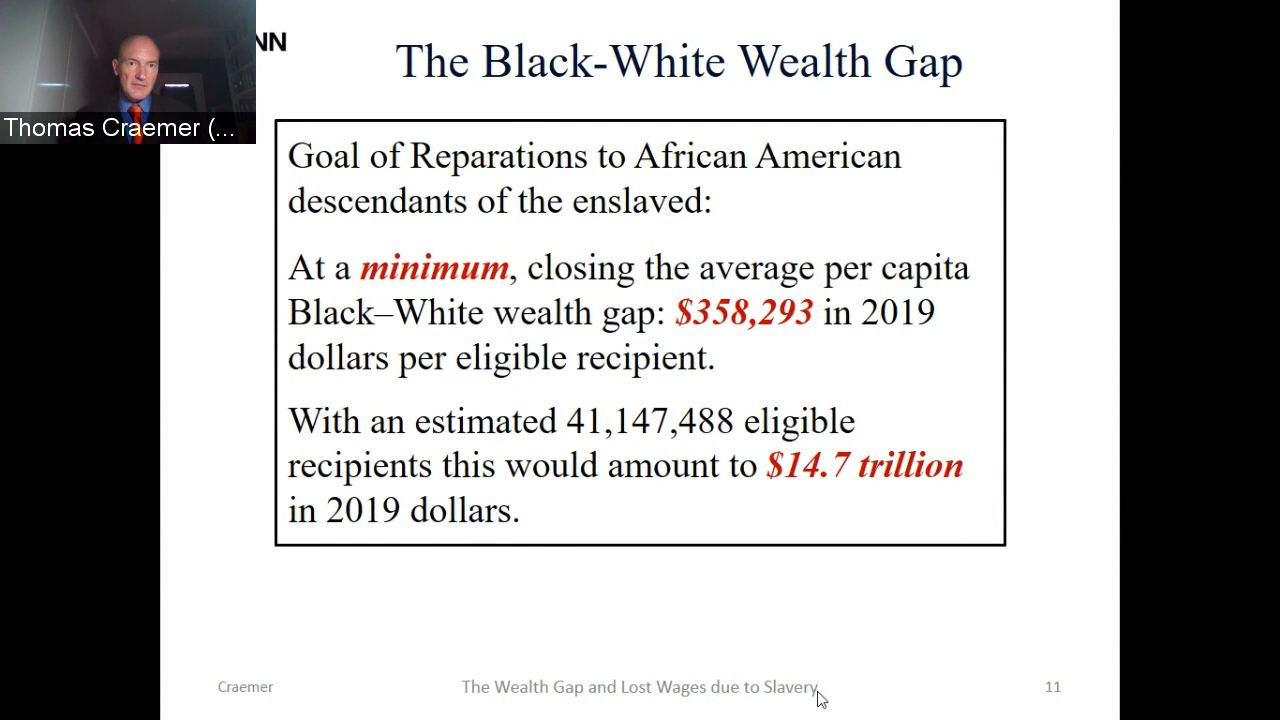 NN
The Black-White Wealth Gap
Thomas Craemer (...
Goal of Reparations to African American
descendants of the enslaved:
At a minimum, closing the average per capita
Black–White wealth gap: $358,293 in 2019
dollars per eligible recipient.
With an estimated 41,147,488 eligible
recipients this would amount to $14.7 trillion
in 2019 dollars.
Craemer
The Wealth Gap and Lost Wages due to Slavery
11